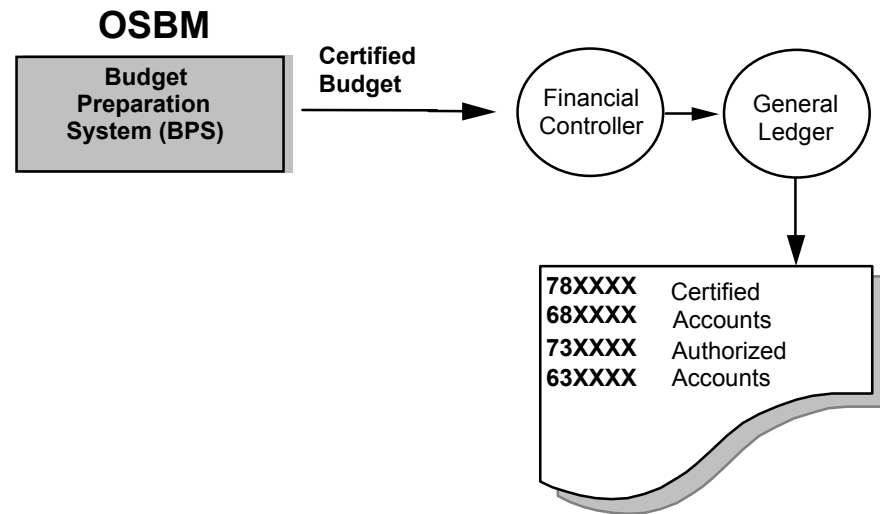 OSBM
Budget
Preparation
System (BPS)
Certified
Budget
Financial
Controller
General
Ledger
78XXXX Certified
68XXXX Accounts
73XXXX Authorized
63XXXX Accounts